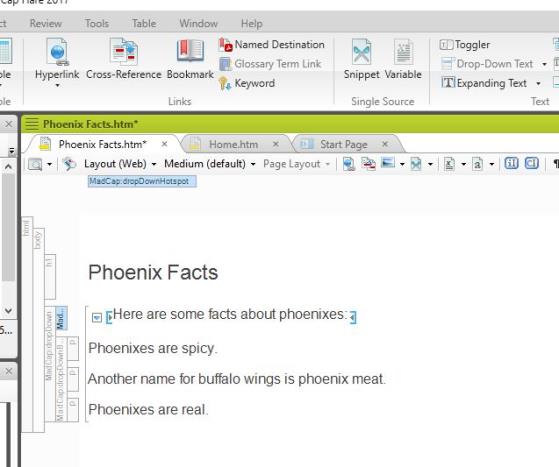 Cap Flare 2017
ct Review Tools Table Window Help
Named Destination
Glossary Term Link
Keyword
Hyperlink Cross-Reference Bookmark
Links
Snippet Variable
Single Source
Toggler
Drop-Down Text
Expanding Text
Text
Phoenix Facts.htm*
Phoenix Facts.htm* × Home.htm × Start Page ×
Layout (Web) Medium (default) Page Layout
MadCap:dropDownHotspot
html
body
h1
MadCap:dropDown
Mad...
MadCap:dropDownB...
p
p
p
Phoenix Facts
Here are some facts about phoenixes:
Phoenixes are spicy.
Another name for buffalo wings is phoenix meat.
Phoenixes are real.